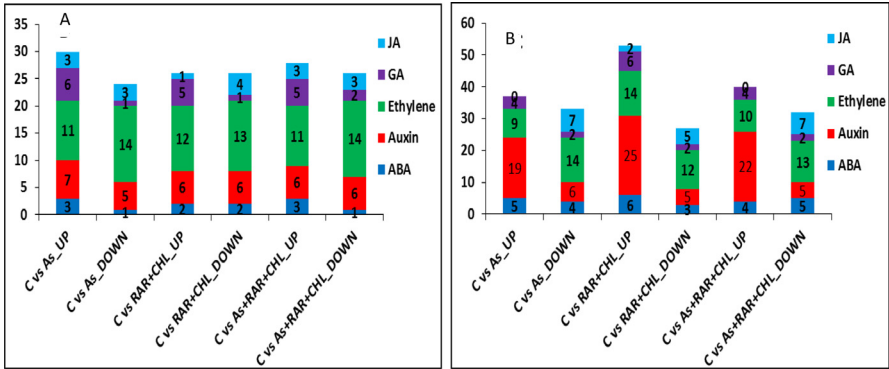 A
35
30
25
20
15
10
5
0
3 3 1 4 3 3
6 1 5 1 5 2
11 14 12 13 11 14
7 5 6 6 6 6
3 1 2 2 3 1
C vs As_UP
C vs As_DOWN
C vs RAR+CHL_UP
C vs RAR+CHL_DOWN
C vs As+RAR+CHL_UP
C vs As+RAR+CHL_DOWN
JA
GA
Ethylene
Auxin
ABA
B
60
50
40
30
20
10
0
0 7 2 5 0 7
4 2 6 2 4 2
9 14 14 12 10 13
19 6 25 5 22 5
5 4 6 3 4 5
C vs As_UP
C vs As_DOWN
C vs RAR+CHL_UP
C vs RAR+CHL_DOWN
C vs As+RAR+CHL_UP
C vs As+RAR+CHL_DOWN
JA
GA
Ethylene
Auxin
ABA